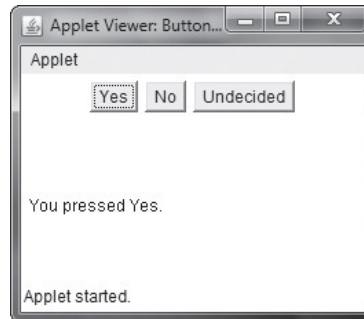 Applet Viewer: Button...
Applet
Yes No Undecided
You pressed Yes.
Applet started.